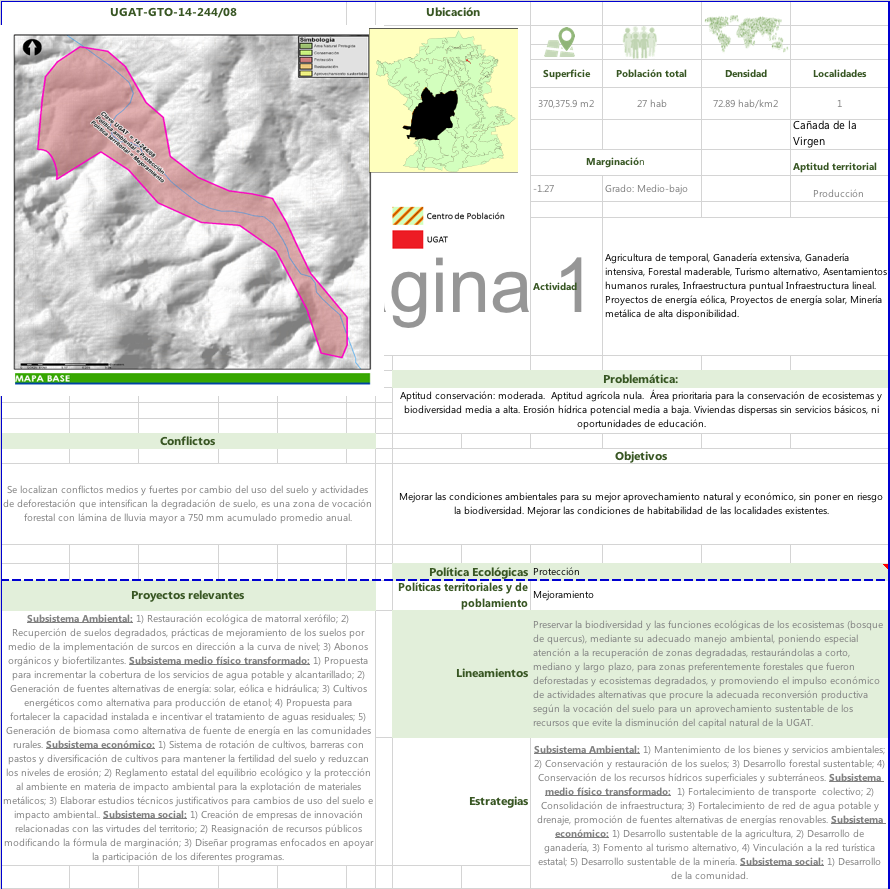 UGAT-GTO-14-244/08
Ubicación
Simbología
Área Natural Protegida
Conservación
Protección
Restauración
Aprovechamiento sustentable
Clave UGAT = 14-244/08
Política ambiental = Protección
Política territorial = Mejoramiento
MAPA BASE
Centro de Población
UGAT
gina 1
Superficie
Población total
Densidad
Localidades
370,375.9 m2
27 hab
72.89 hab/km2
1
Cañada de la
Virgen
Marginación
Aptitud territorial
-1.27
Grado: Medio-bajo
Producción
Actividad
Agricultura de temporal, Ganadería extensiva, Ganadería
intensiva, Forestal maderable, Turismo alternativo, Asentamientos
humanos rurales, Infraestructura puntual Infraestructura lineal.
Proyectos de energía eólica, Proyectos de energía solar, Minería
metálica de alta disponibilidad.
Problemática:
Aptitud conservación: moderada. Aptitud agrícola nula. Área prioritaria para la conservación de ecosistemas y
biodiversidad media a alta. Erosión hídrica potencial media a baja. Viviendas dispersas sin servicios básicos, ni
oportunidades de educación.
Conflictos
Se localizan conflictos medios y fuertes por cambio del uso del suelo y actividades
de deforestación que intensifican la degradación de suelo, es una zona de vocación
forestal con lámina de lluvia mayor a 750 mm acumulado promedio anual.
Objetivos
Mejorar las condiciones ambientales para su mejor aprovechamiento natural y económico, sin poner en riesgo
la biodiversidad. Mejorar las condiciones de habitabilidad de las localidades existentes.
Política Ecológicas
Protección
Políticas territoriales y de
poblamiento
Mejoramiento
Proyectos relevantes
Subsistema Ambiental: 1) Restauración ecológica de matorral xerófilo; 2)
Recuperción de suelos degradados, prácticas de mejoramiento de los suelos por
medio de la implementación de surcos en dirección a la curva de nivel; 3) Abonos
orgánicos y biofertilizantes. Subsistema medio físico transformado: 1) Propuesta
para incrementar la cobertura de los servicios de agua potable y alcantarillado; 2)
Generación de fuentes alternativas de energía: solar, eólica e hidráulica; 3) Cultivos
energéticos como alternativa para producción de etanol; 4) Propuesta para
fortalecer la capacidad instalada e incentivar el tratamiento de aguas residuales; 5)
Generación de biomasa como alternativa de fuente de energía en las comunidades
rurales. Subsistema económico: 1) Sistema de rotación de cultivos, barreras con
pastos y diversificación de cultivos para mantener la fertilidad del suelo y reduzcan
los niveles de erosión; 2) Reglamento estatal del equilibrio ecológico y la protección
al ambiente en materia de impacto ambiental para la explotación de materiales
metálicos; 3) Elaborar estudios técnicos justificativos para cambios de uso del suelo e
impacto ambiental.. Subsistema social: 1) Creación de empresas de innovación
relacionadas con las virtudes del territorio; 2) Reasignación de recursos públicos
modificando la fórmula de marginación; 3) Diseñar programas enfocados en apoyar
la participación de los diferentes programas.
Lineamientos
Preservar la biodiversidad y las funciones ecológicas de los ecosistemas (bosque
de quercus), mediante su adecuado manejo ambiental, poniendo especial
atención a la recuperación de zonas degradadas, restaurándolas a corto,
mediano y largo plazo, para zonas preferentemente forestales que fueron
deforestadas y ecosistemas degradados, y promoviendo el impulso económico
de actividades alternativas que procure la adecuada reconversión productiva
según la vocación del suelo para un aprovechamiento sustentable de los
recursos que evite la disminución del capital natural de la UGAT.
Estrategias
Subsistema Ambiental: 1) Mantenimiento de los bienes y servicios ambientales;
2) Conservación y restauración de los suelos; 3) Desarrollo forestal sustentable; 4)
Conservación de los recursos hídricos superficiales y subterráneos. Subsistema
medio físico transformado: 1) Fortalecimiento de transporte colectivo; 2)
Consolidación de infraestructura; 3) Fortalecimiento de red de agua potable y
drenaje, promoción de fuentes alternativas de energías renovables. Subsistema
económico: 1) Desarrollo sustentable de la agricultura, 2) Desarrollo de
ganadería, 3) Fomento al turismo alternativo, 4) Vinculación a la red turística
estatal; 5) Desarrollo sustentable de la minería. Subsistema social: 1) Desarrollo
de la comunidad.